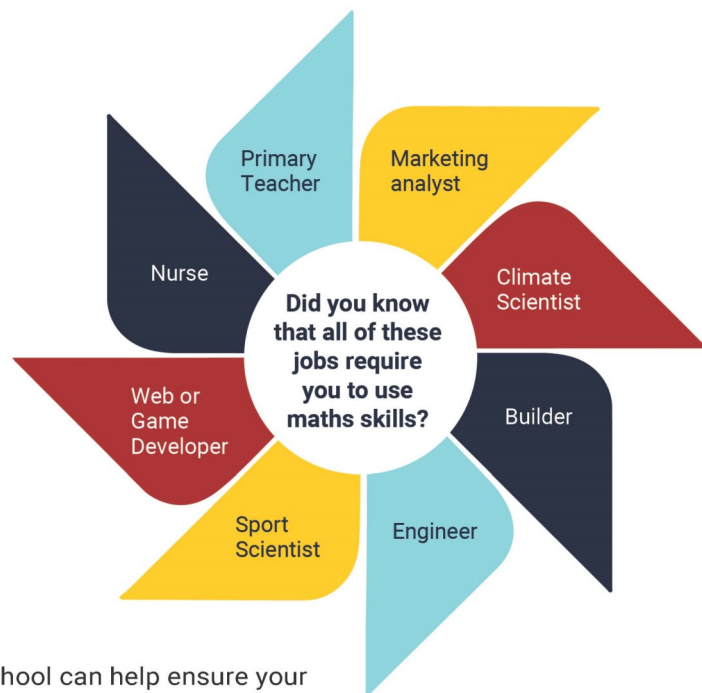 Primary
Teacher
Marketing
analyst
Climate
Scientist
Builder
Engineer
Sport
Scientist
Web or
Game
Developer
Nurse
Did you know
that all of these
jobs require
you to use
maths skills?
hool can help ensure your